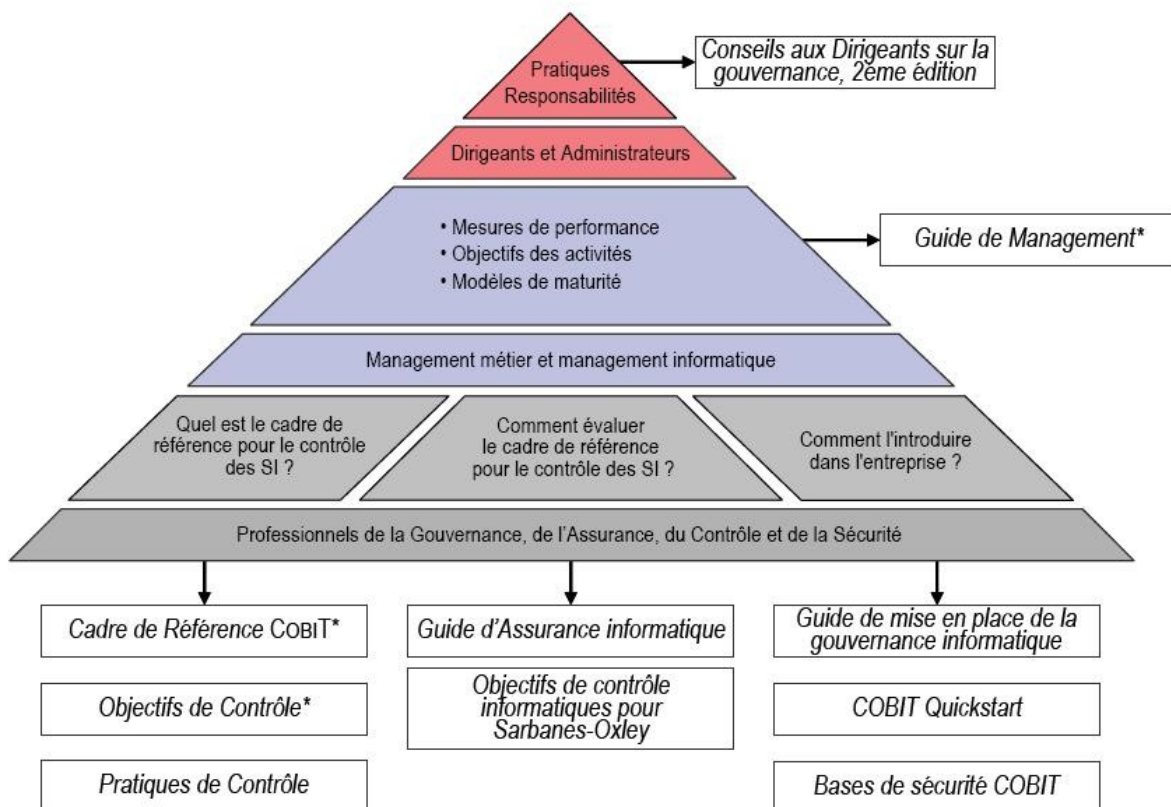 Pratiques
Responsabilités
Conseils aux Dirigeants sur la
gouvernance, 2ème édition
Dirigeants et Administrateurs
• Mesures de performance
• Objectifs des activités
• Modèles de maturité
Guide de Management*
Management métier et management informatique
Quel est le cadre de
référence pour le contrôle
des SI ?
Comment évaluer
le cadre de référence
pour le contrôle des SI ?
Comment l'introduire
dans l'entreprise ?
Professionnels de la Gouvernance, de l'Assurance, du Contrôle et de la Sécurité
Cadre de Référence COBIT*
Objectifs de Contrôle*
Pratiques de Contrôle
Guide d'Assurance informatique
Objectifs de contrôle
informatiques pour
Sarbanes-Oxley
Guide de mise en place de la
gouvernance informatique
COBIT Quickstart
Bases de sécurité COBIT